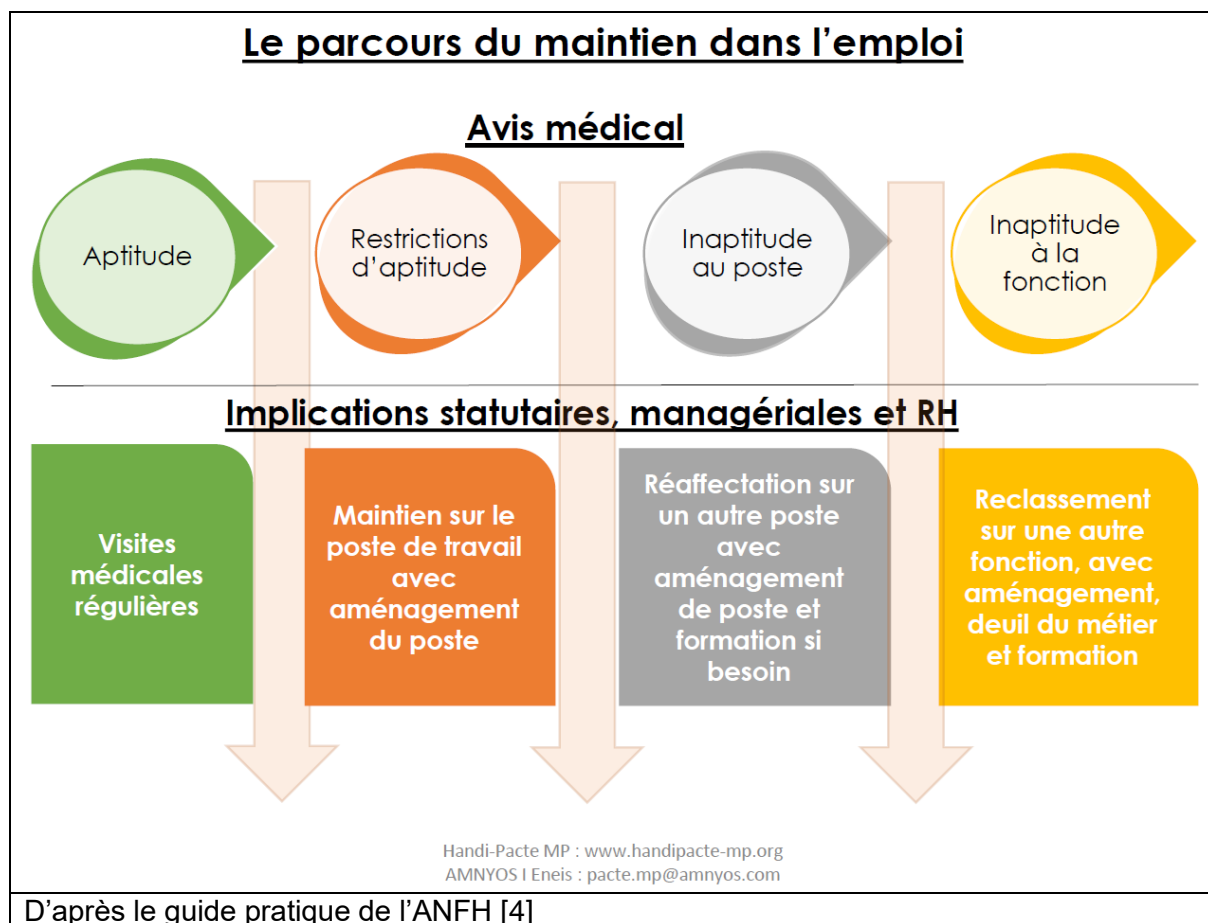 Le parcours du maintien dans l'emploi
Avis médical
Aptitude
Restrictions
d'aptitude
Inaptitude
au poste
Inaptitude
à la
fonction
Implications statutaires, managériales et RH
Visites
médicales
régulières
Maintien sur le
poste de travail
avec
aménagement
du poste
Réaffectation sur
un autre poste
avec
aménagement
de poste et
formation si
besoin
Reclassement
sur une autre
fonction, avec
aménagement,
deuil du métier
et formation
Handi-Pacte MP : www.handipacte-mp.org
AMNYOS I Eneis : pacte.mp@amnyos.com
D'après le guide pratique de l'ANFH [4]